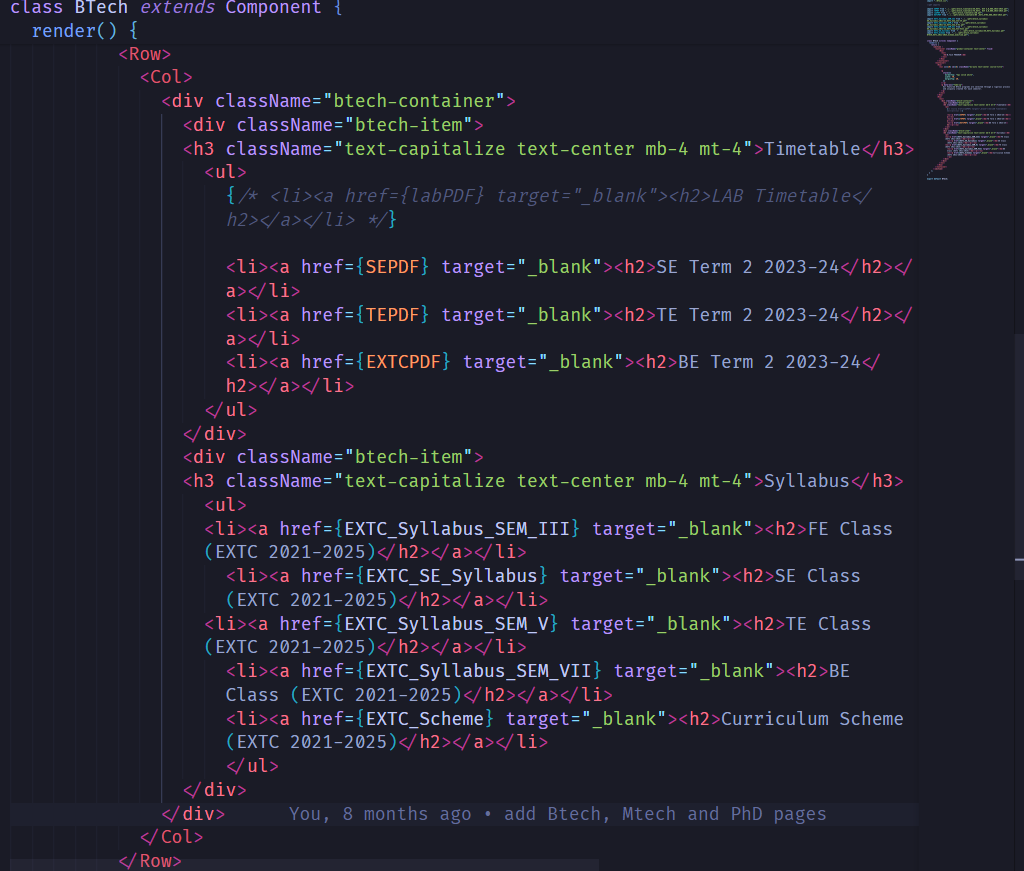 class BTech extends Component {
render() {
<Row>
<Col>
<div className="btech-container">
<div className="btech-item">
<h3 className="text-capitalize text-center mb-4 mt-4">Timetable</h3>
<ul>
{/* <li><a href={labPDF} target="_blank"><h2>LAB Timetable</
h2></a></li> */}
<li><a href={SEPDF} target="_blank"><h2>SE Term 2 2023-24</h2></
a></li>
<li><a href={TEPDF} target="_blank"><h2>TE Term 2 2023-24</h2></
a></li>
<li><a href={EXTCPDF} target="_blank"><h2>BE Term 2 2023-24</
h2></a></li>
</ul>
</div>
<div className="btech-item">
<h3 className="text-capitalize text-center mb-4 mt-4">Syllabus</h3>
<ul>
<li><a href={EXTC_Syllabus_SEM_III} target="_blank"><h2>FE Class
(EXTC 2021-2025)</h2></a></li>
<li><a href={EXTC_SE_Syllabus} target="_blank"><h2>SE Class
(EXTC 2021-2025)</h2></a></li>
<li><a href={EXTC_Syllabus_SEM_V} target="_blank"><h2>TE Class
(EXTC 2021-2025)</h2></a></li>
<li><a href={EXTC_Syllabus_SEM_VII} target="_blank"><h2>BE
Class (EXTC 2021-2025)</h2></a></li>
<li><a href={EXTC_Scheme} target="_blank"><h2>Curriculum Scheme
(EXTC 2021-2025)</h2></a></li>
</ul>
</div>
</div> You, 8 months ago • add Btech, Mtech and PhD pages
</Col>
</Row>